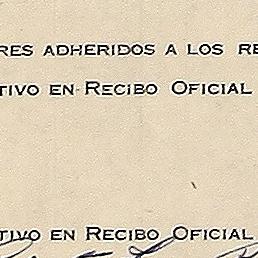 RES ADHERIDOS A LOS RE
TIVO EN RECIBO OFICIAL
TIVO EN RECIBO OFICIAL